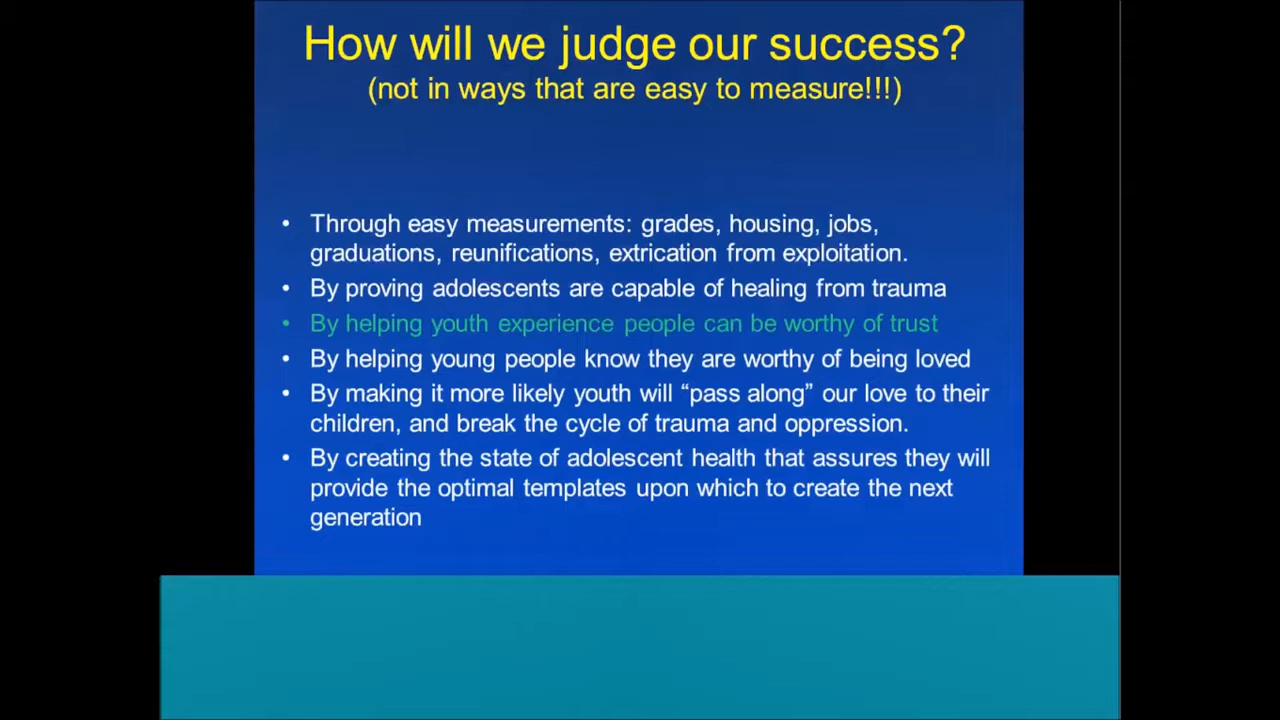 How will we judge our success?
(not in ways that are easy to measure!!!)
• Through easy measurements: grades, housing, jobs,
graduations, reunifications, extrication from exploitation.
• By proving adolescents are capable of healing from trauma
• By helping youth experience people can be worthy of trust
• By helping young people know they are worthy of being loved
• By making it more likely youth will “pass along” our love to their
children, and break the cycle of trauma and oppression.
• By creating the state of adolescent health that assures they will
provide the optimal templates upon which to create the next
generation